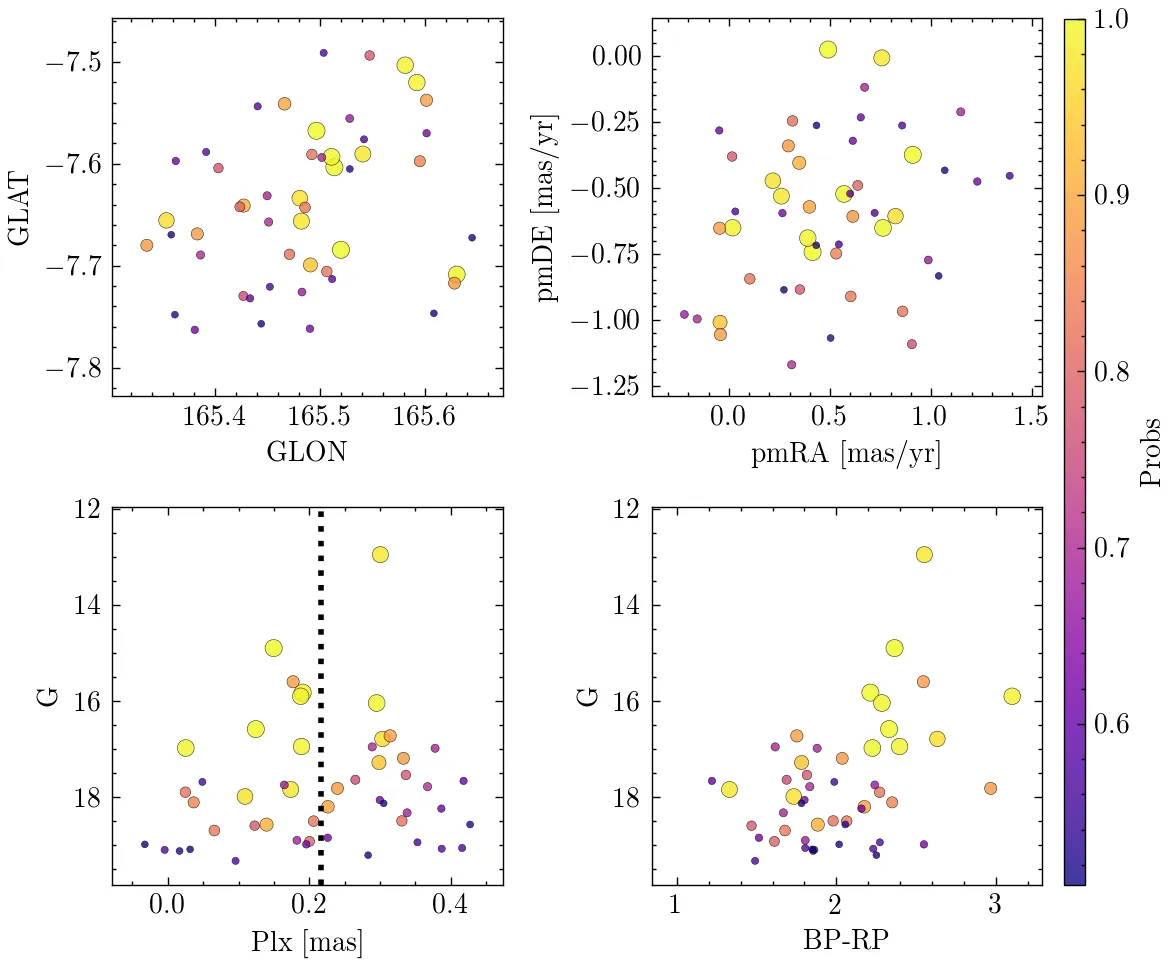 −7.5
−7.6
−7.7
−7.8
GLAT
165.4 165.5 165.6
GLON
0.00
−0.25
−0.50
−0.75
−1.00
−1.25
pmDE [mas/yr]
0.0 0.5 1.0 1.5
pmRA [mas/yr]
12
14
16
18
G
0.0 0.2 0.4
Plx [mas]
12
14
16
18
G
1 2 3
BP-RP
1.0
0.9
0.8
0.7
0.6
Probs